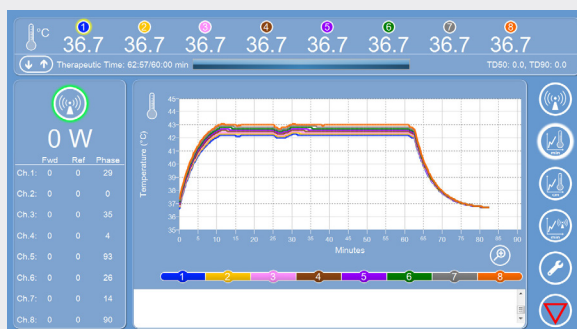 °C 1 2 3 4 5 6 7 8
36.7 36.7 36.7 36.7 36.7 36.7 36.7 36.7
Therapeutic Time: 62:57/60:00 min TD50: 0.0, TD90: 0.0
0 W
Fwd Ref Phase
Ch.1: 0 0 29
Ch.2: 0 0 0
Ch.3: 0 0 35
Ch.4: 0 0 4
Ch.5: 0 0 93
Ch.6: 0 0 26
Ch.7: 0 0 14
Ch.8: 0 0 90
Temperature (°C)
45
44
43
42
41
40
39
38
37
36
35
0 5 10 15 20 25 30 35 40 45 50 55 60 65 70 75 80 85 90
Minutes
1 2 3 4 5 6 7 8